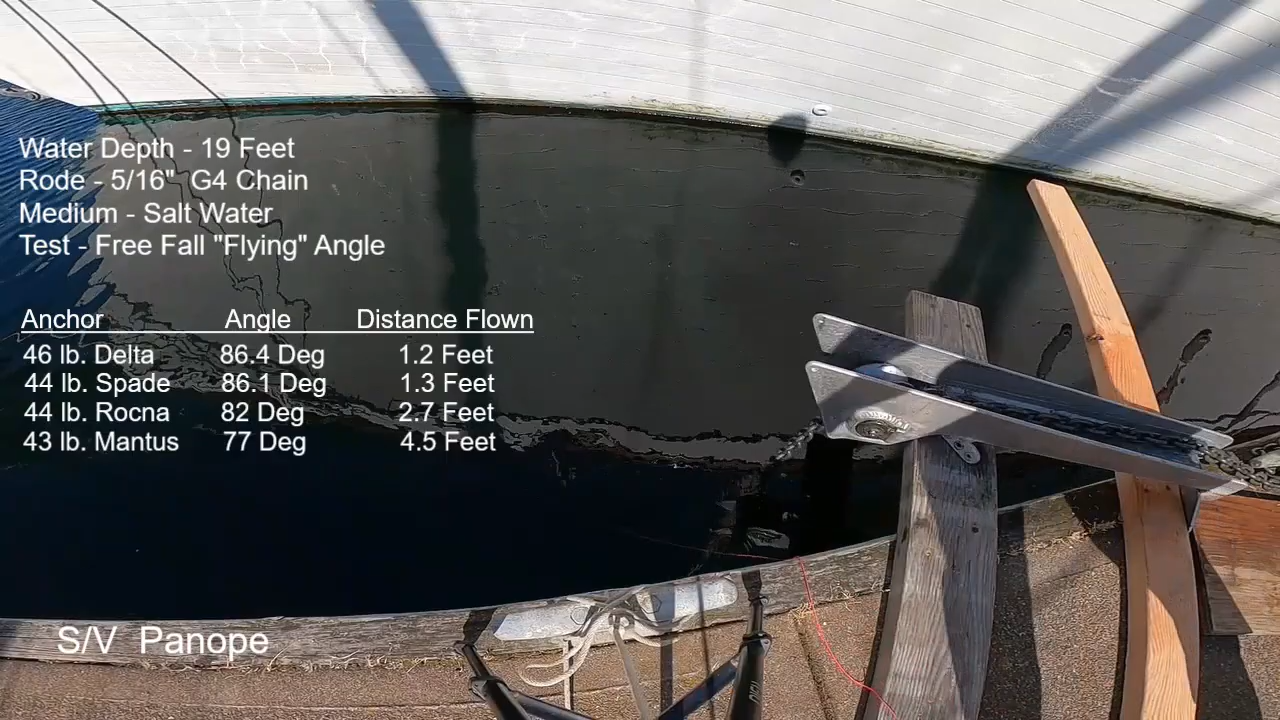 Water Depth - 19 Feet
Rode - 5/16" G4 Chain
Medium - Salt Water
Test - Free Fall "Flying" Angle
Anchor Angle Distance Flown
46 lb. Delta 86.4 Deg 1.2 Feet
44 lb. Spade 86.1 Deg 1.3 Feet
44 lb. Rocna 82 Deg 2.7 Feet
43 lb. Mantus 77 Deg 4.5 Feet
S/V Panope